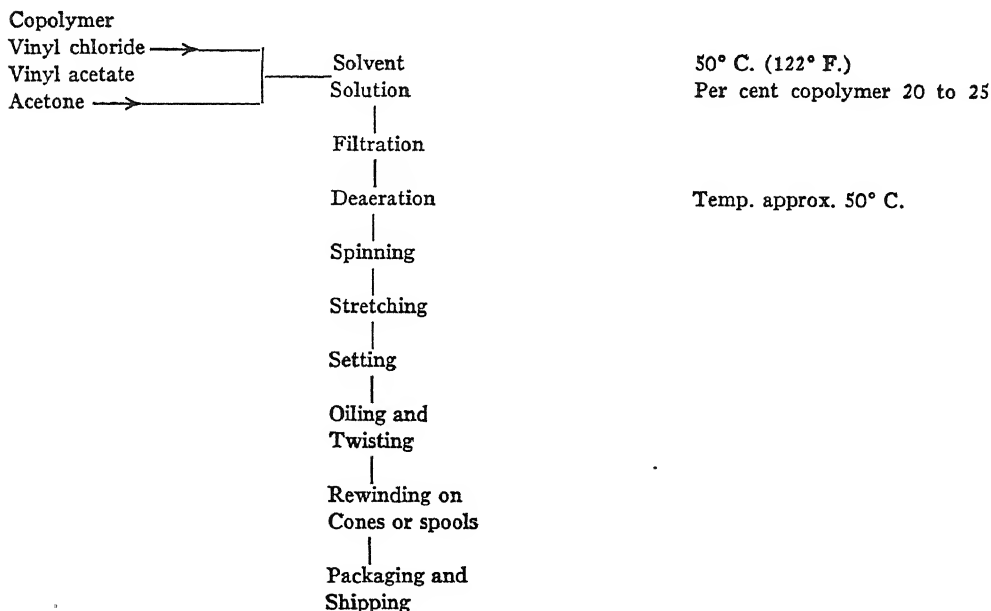 Copolymer
Vinyl chloride
Vinyl acetate
Acetone
Solvent
Solution
50° C. (122° F.)
Per cent copolymer 20 to 25
Filtration
Deaeration
Temp. approx. 50° C.
Spinning
Stretching
Setting
Oiling and
Twisting
Rewinding on
Cones or spools
Packaging and
Shipping